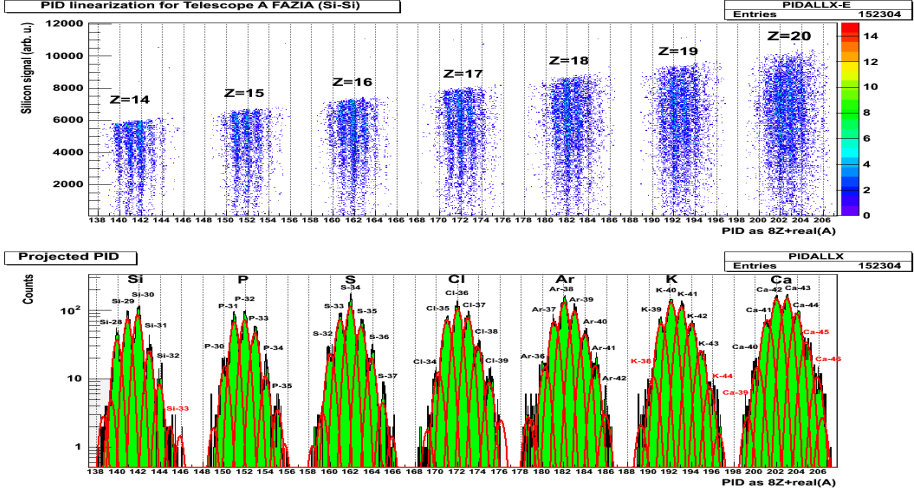 PID linearization for Telescope A FAZIA (Si-Si)
PIDALLX-E
Entries 152304
Silicon signal (arb. u.)
12000
10000
8000
6000
4000
2000
Z=14
Z=15
Z=16
Z=17
Z=18
Z=19
Z=20
14
12
10
8
6
4
2
0
138 140 142 144 146 148 150 152 154 156 158 160 162 164 166 168 170 172 174 176 178 180 182 184 186 188 190 192 194 196 198 200 202 204 206
PID as 8Z+real(A)
Projected PID
PIDALLX
Entries 152304
Counts
10²
10
1
Si
P
S
Cl
Ar
K
Ca
Si-28
Si-29
Si-30
Si-31
Si-32
Si-33
P-30
P-31
P-32
P-33
P-34
P-35
S-32
S-33
S-34
S-35
S-36
S-37
Cl-34
Cl-35
Cl-36
Cl-37
Cl-38
Cl-39
Ar-36
Ar-37
Ar-38
Ar-39
Ar-40
Ar-41
Ar-42
K-38
K-39
K-40
K-41
K-42
K-43
K-44
Ca-39
Ca-40
Ca-41
Ca-42
Ca-43
Ca-44
Ca-45
Ca-46
138 140 142 144 146 148 150 152 154 156 158 160 162 164 166 168 170 172 174 176 178 180 182 184 186 188 190 192 194 196 198 200 202 204 206
PID as 8Z+real(A)